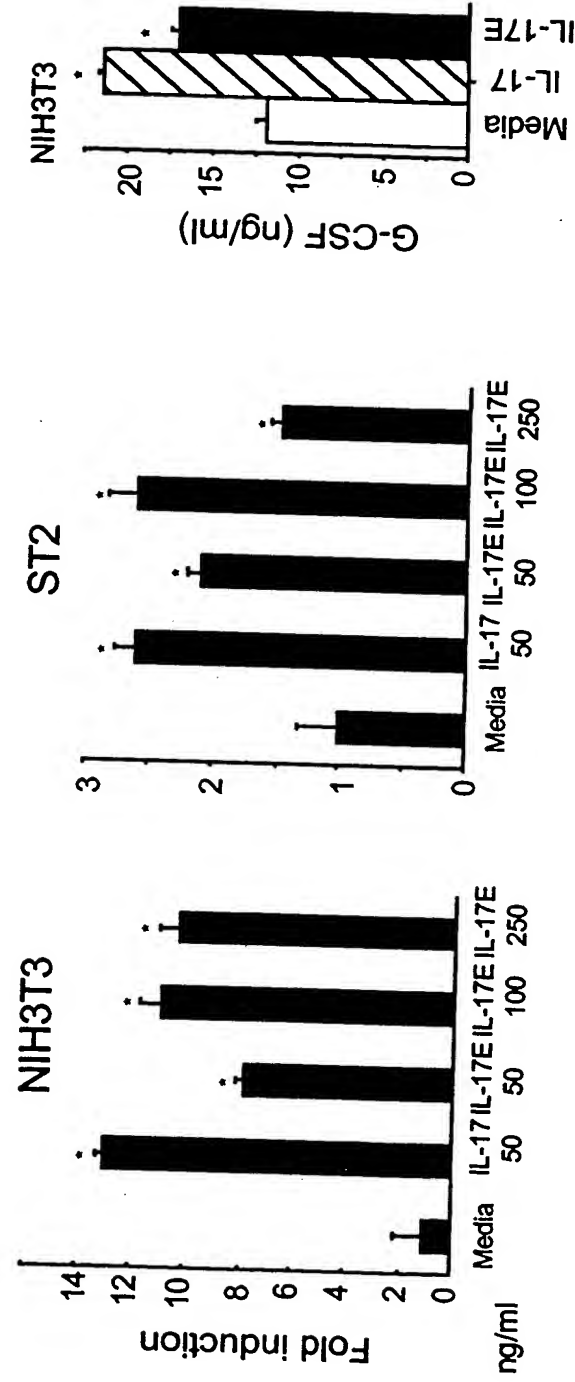 NIH3T3
Fold induction
14
12
10
8
6
4
2
0
Media IL-17 IL-17E IL-17E IL-17E
ng/ml 50 50 100 250
ST2
3
2
1
0
Media IL-17 IL-17E IL-17E IL-17E
50 50 100 250
NIH3T3
G-CSF (ng/ml)
20
15
10
5
0
Media IL-17 IL-17E
* * * *
* * * *
* *